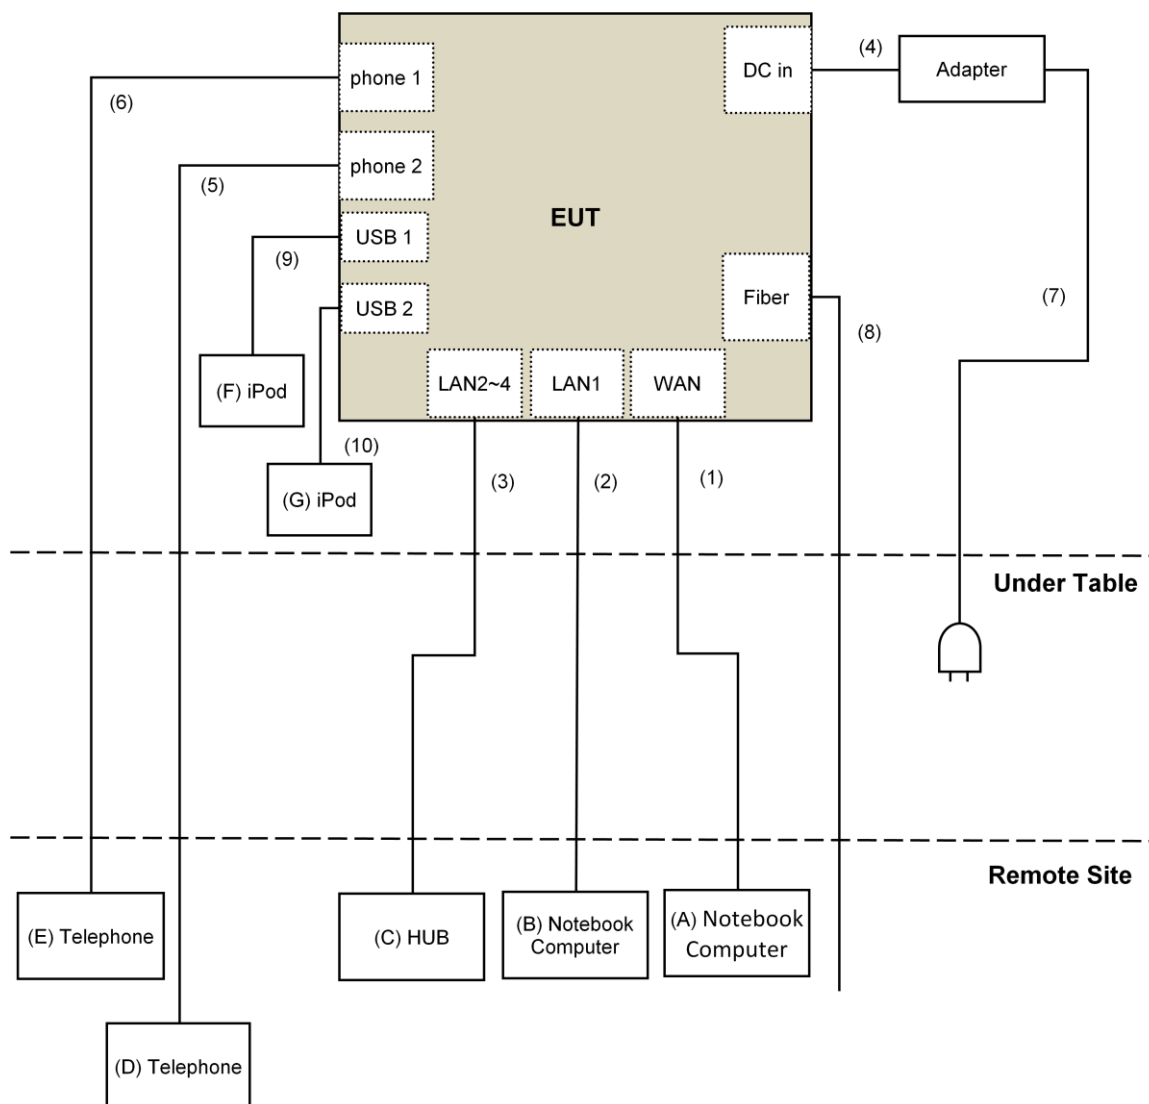 phone 1
DC in
(4)
Adapter
(6)
phone 2
(5)
EUT
USB 1
(9)
Fiber
(7)
USB 2
(8)
(F) iPod
LAN2~4
LAN1
WAN
(10)
(G) iPod
(3)
(2)
(1)
Under Table
Remote Site
(E) Telephone
(C) HUB
(B) Notebook
Computer
(A) Notebook
Computer
(D) Telephone